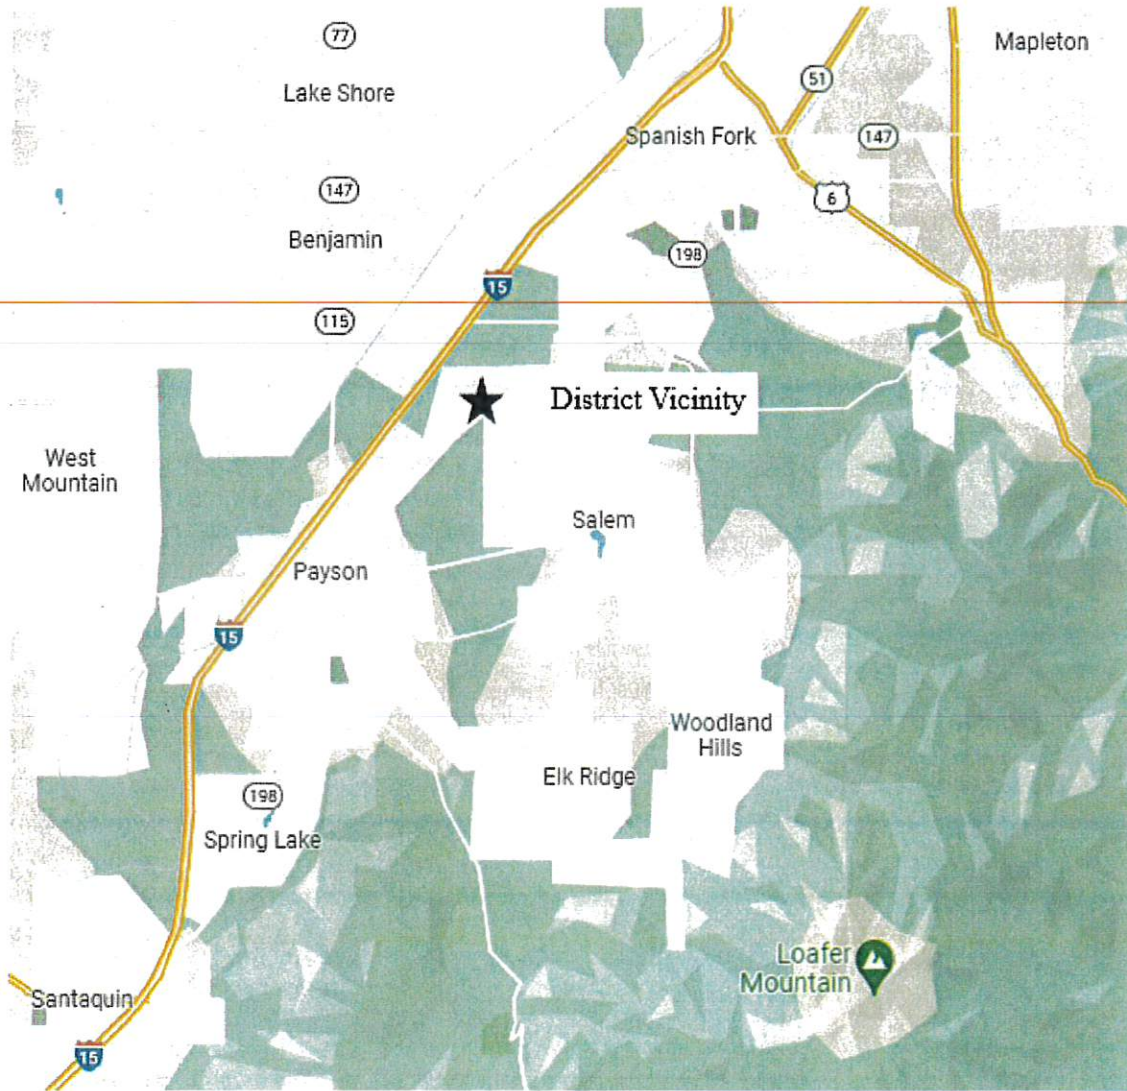 77
Mapleton
51
Lake Shore
Spanish Fork
147
147
6
Benjamin
198
15
115
District Vicinity
West
Mountain
Salem
Payson
15
Woodland
Hills
Elk Ridge
198
Spring Lake
Loafer
Mountain
Santaquin
15